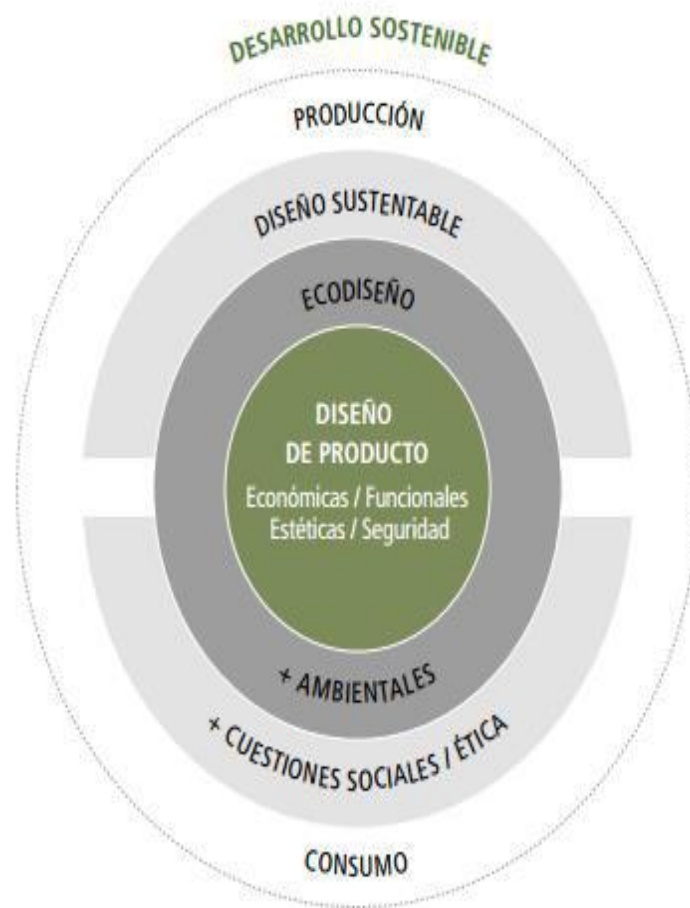 DESARROLLO SOSTENIBLE
PRODUCCIÓN
DISEÑO SUSTENTABLE
ECODISEÑO
DISEÑO
DE PRODUCTO
Económicas / Funcionales
Estéticas / Seguridad
+ AMBIENTALES
+ CUESTIONES SOCIALES / ÉTICA
CONSUMO